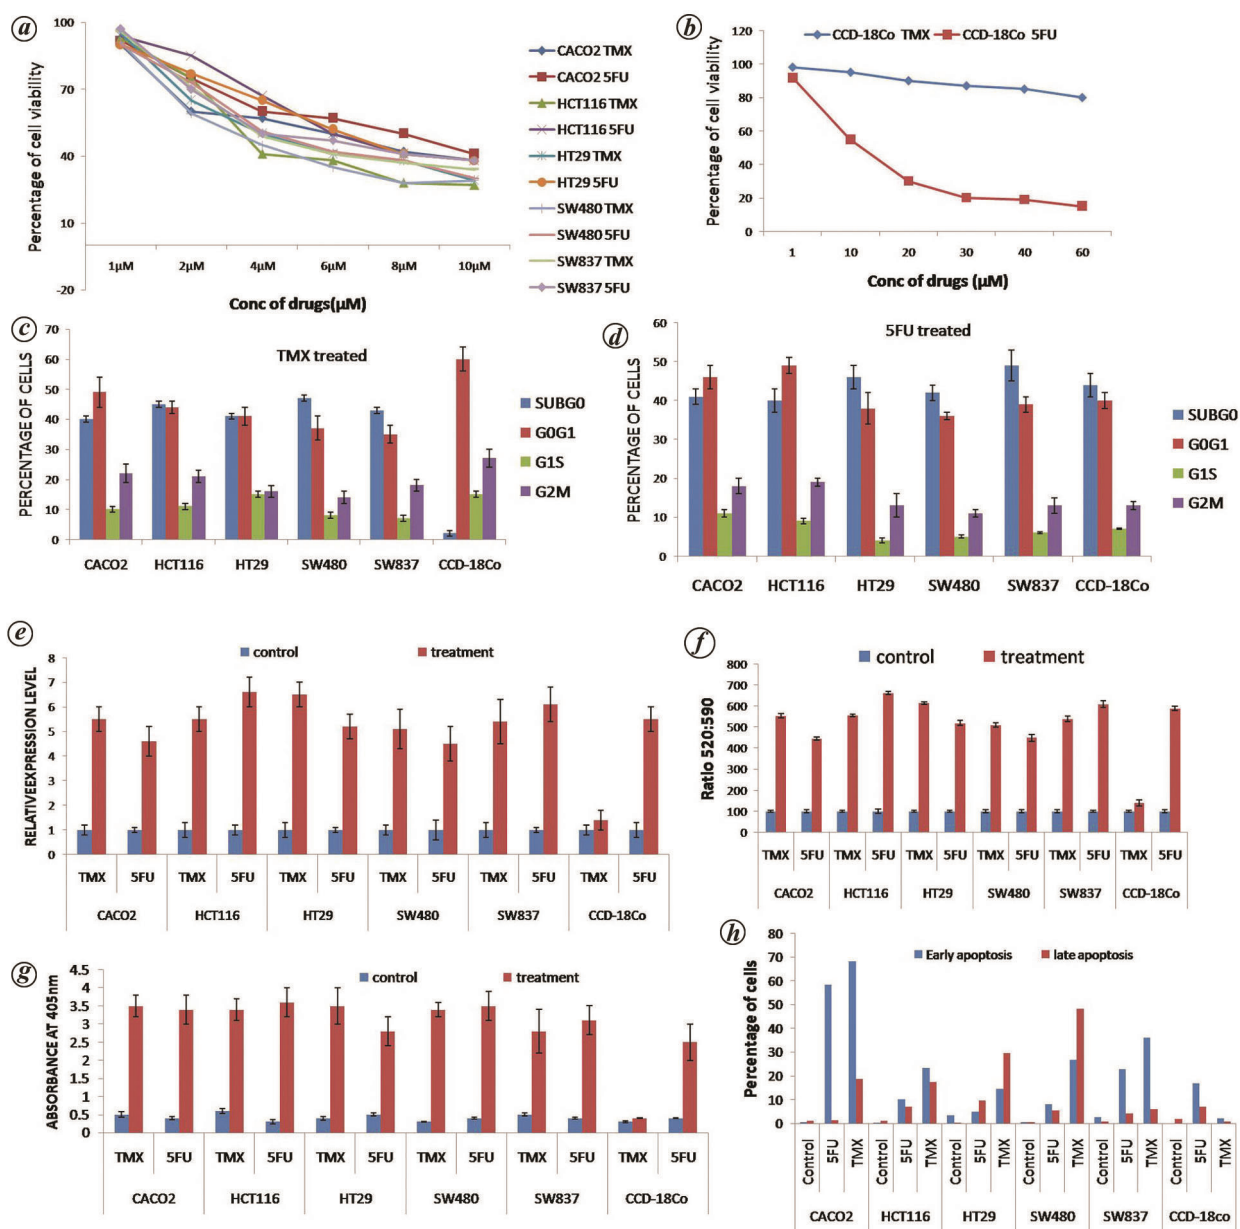 a
100
70
40
10
-20
Percentage of cell viability
1µM 2µM 4µM 6µM 8µM 10µM
Conc of drugs(µM)
CACO2 TMX
CACO2 5FU
HCT116 TMX
HCT116 5FU
HT29 TMX
HT29 5FU
SW480 TMX
SW480 5FU
SW837 TMX
SW837 5FU
b
CCD-18Co TMX CCD-18Co 5FU
120
100
80
60
40
20
0
Percentage of cell viability
1 10 20 30 40 60
Conc of drugs (µM)
c
TMX treated
70
60
50
40
30
20
10
0
PERCENTAGE OF CELLS
CACO2 HCT116 HT29 SW480 SW837 CCD-18Co
SUBG0
G0G1
G1S
G2M
d
5FU treated
60
50
40
30
20
10
0
PERCENTAGE OF CELLS
CACO2 HCT116 HT29 SW480 SW837 CCD-18Co
SUBG0
G0G1
G1S
G2M
e
control treatment
8
7
6
5
4
3
2
1
0
RELATIVEEXPRESSION LEVEL
TMX 5FU TMX 5FU TMX 5FU TMX 5FU TMX 5FU TMX 5FU
CACO2 HCT116 HT29 SW480 SW837 CCD-18Co
f
control treatment
800
700
600
500
400
300
200
100
0
Ratio 520:590
TMX 5FU TMX 5FU TMX 5FU TMX 5FU TMX 5FU TMX 5FU
CACO2 HCT116 HT29 SW480 SW837 CCD-18Co
g
control treatment
4.5
4
3.5
3
2.5
2
1.5
1
0.5
0
ABSORBANCE AT 405nm
TMX 5FU TMX 5FU TMX 5FU TMX 5FU TMX 5FU TMX 5FU
CACO2 HCT116 HT29 SW480 SW837 CCD-18Co
h
Early apoptosis late apoptosis
80
70
60
50
40
30
20
10
0
Percentage of cells
Control 5FU TMX Control 5FU TMX Control 5FU TMX Control 5FU TMX Control 5FU TMX Control 5FU TMX
CACO2 HCT116 HT29 SW480 SW837 CCD-18co